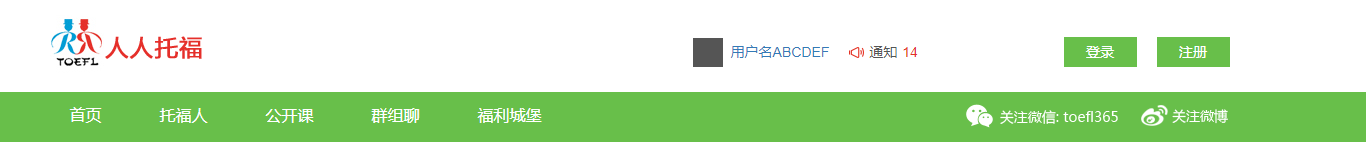 TOEFL 人人托福
用户名ABCDEF 通知 14 登录 注册
首页 托福人 公开课 群组聊 福利城堡 关注微信: toefl365 关注微博